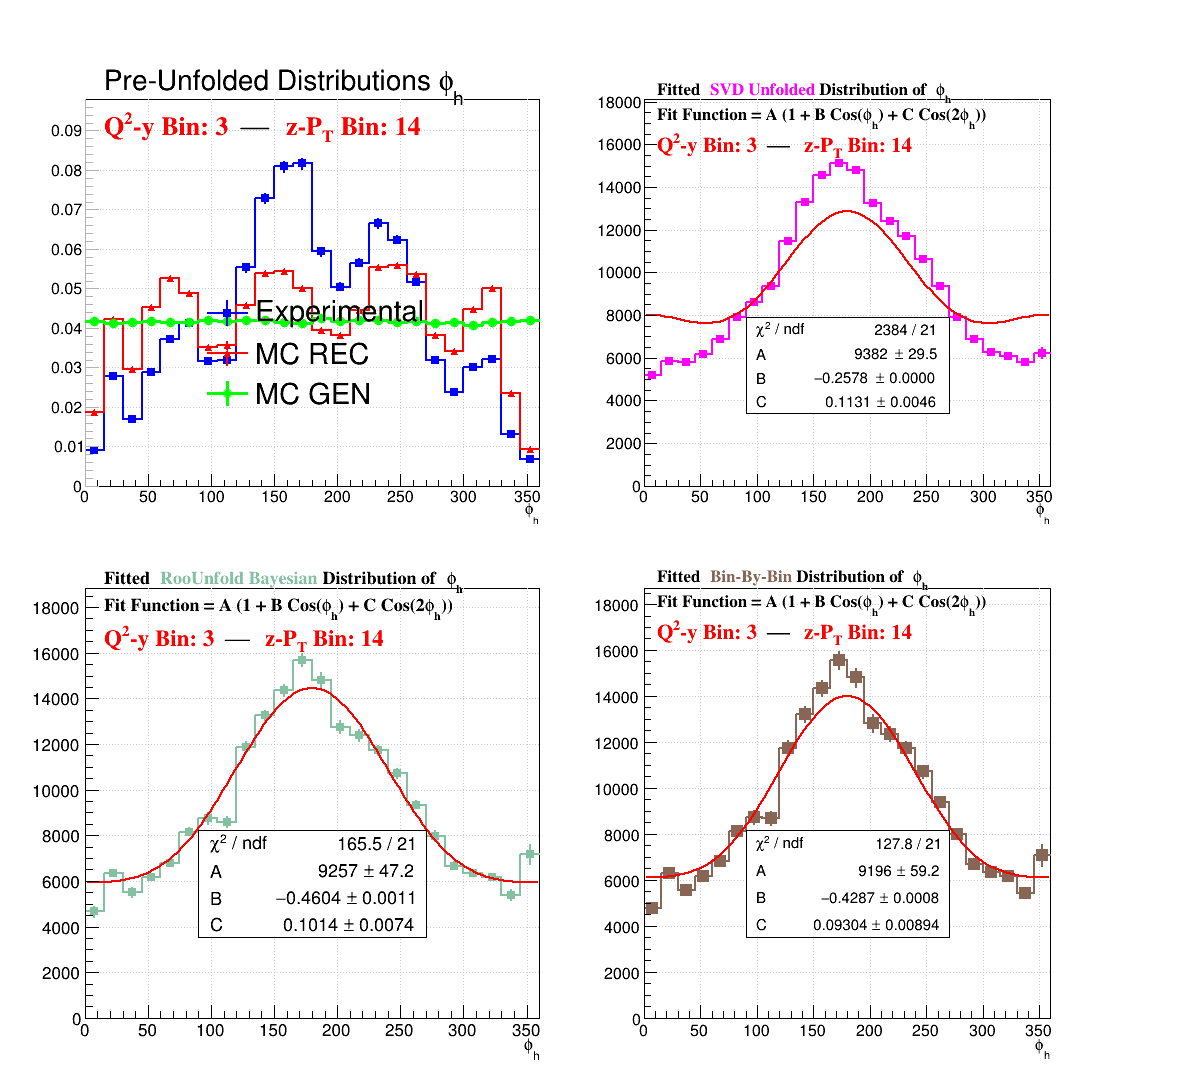 Pre-Unfolded Distributions ϕh
Q2-y Bin: 3 — z-PT Bin: 14
0.09
0.08
0.07
0.06
0.05
0.04
0.03
0.02
0.01
0
Experimental
MC REC
MC GEN
0 50 100 150 200 250 300 350
ϕh
Fitted SVD Unfolded Distribution of ϕh
Fit Function = A (1 + B Cos(ϕh) + C Cos(2ϕh))
Q2-y Bin: 3 — z-PT Bin: 14
18000
16000
14000
12000
10000
8000
6000
4000
2000
0
χ2 / ndf 2384 / 21
A 9382 ± 29.5
B −0.2578 ± 0.0000
C 0.1131 ± 0.0046
0 50 100 150 200 250 300 350
ϕh
Fitted RooUnfold Bayesian Distribution of ϕh
Fit Function = A (1 + B Cos(ϕh) + C Cos(2ϕh))
Q2-y Bin: 3 — z-PT Bin: 14
18000
16000
14000
12000
10000
8000
6000
4000
2000
0
χ2 / ndf 165.5 / 21
A 9257 ± 47.2
B −0.4604 ± 0.0011
C 0.1014 ± 0.0074
0 50 100 150 200 250 300 350
ϕh
Fitted Bin-By-Bin Distribution of ϕh
Fit Function = A (1 + B Cos(ϕh) + C Cos(2ϕh))
Q2-y Bin: 3 — z-PT Bin: 14
18000
16000
14000
12000
10000
8000
6000
4000
2000
0
χ2 / ndf 127.8 / 21
A 9196 ± 59.2
B −0.4287 ± 0.0008
C 0.09304 ± 0.00894
0 50 100 150 200 250 300 350
ϕh